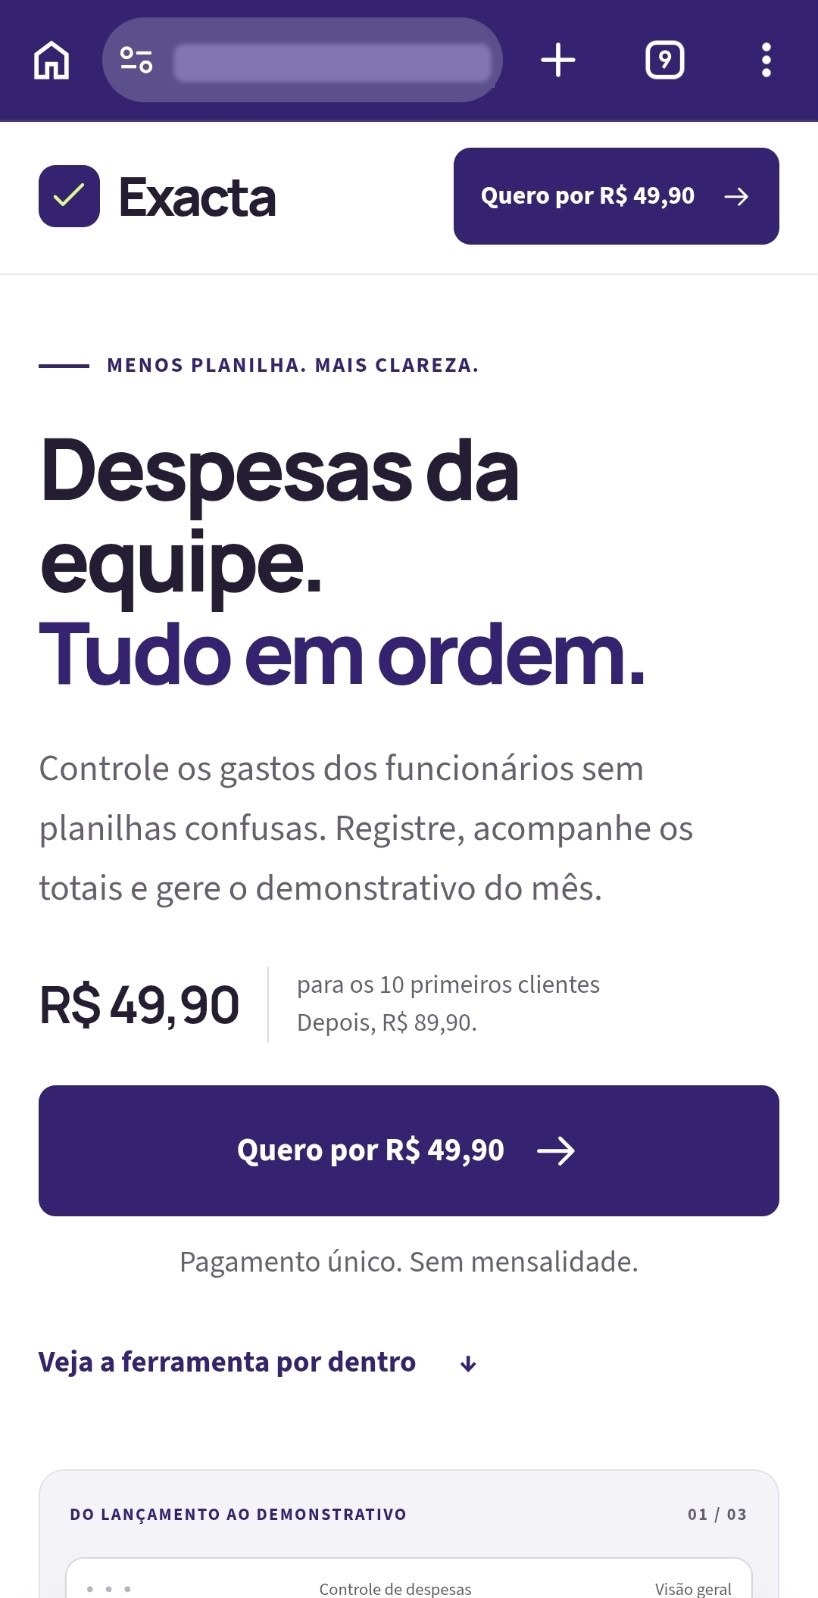 9
Exacta
Quero por R$ 49,90 →
MENOS PLANILHA. MAIS CLAREZA.
Despesas da
equipe.
Tudo em ordem.
Controle os gastos dos funcionários sem
planilhas confusas. Registre, acompanhe os
totais e gere o demonstrativo do mês.
R$ 49,90
para os 10 primeiros clientes
Depois, R$ 89,90.
Quero por R$ 49,90 →
Pagamento único. Sem mensalidade.
Veja a ferramenta por dentro ↓
DO LANÇAMENTO AO DEMONSTRATIVO
01 / 03
Controle de despesas
Visão geral